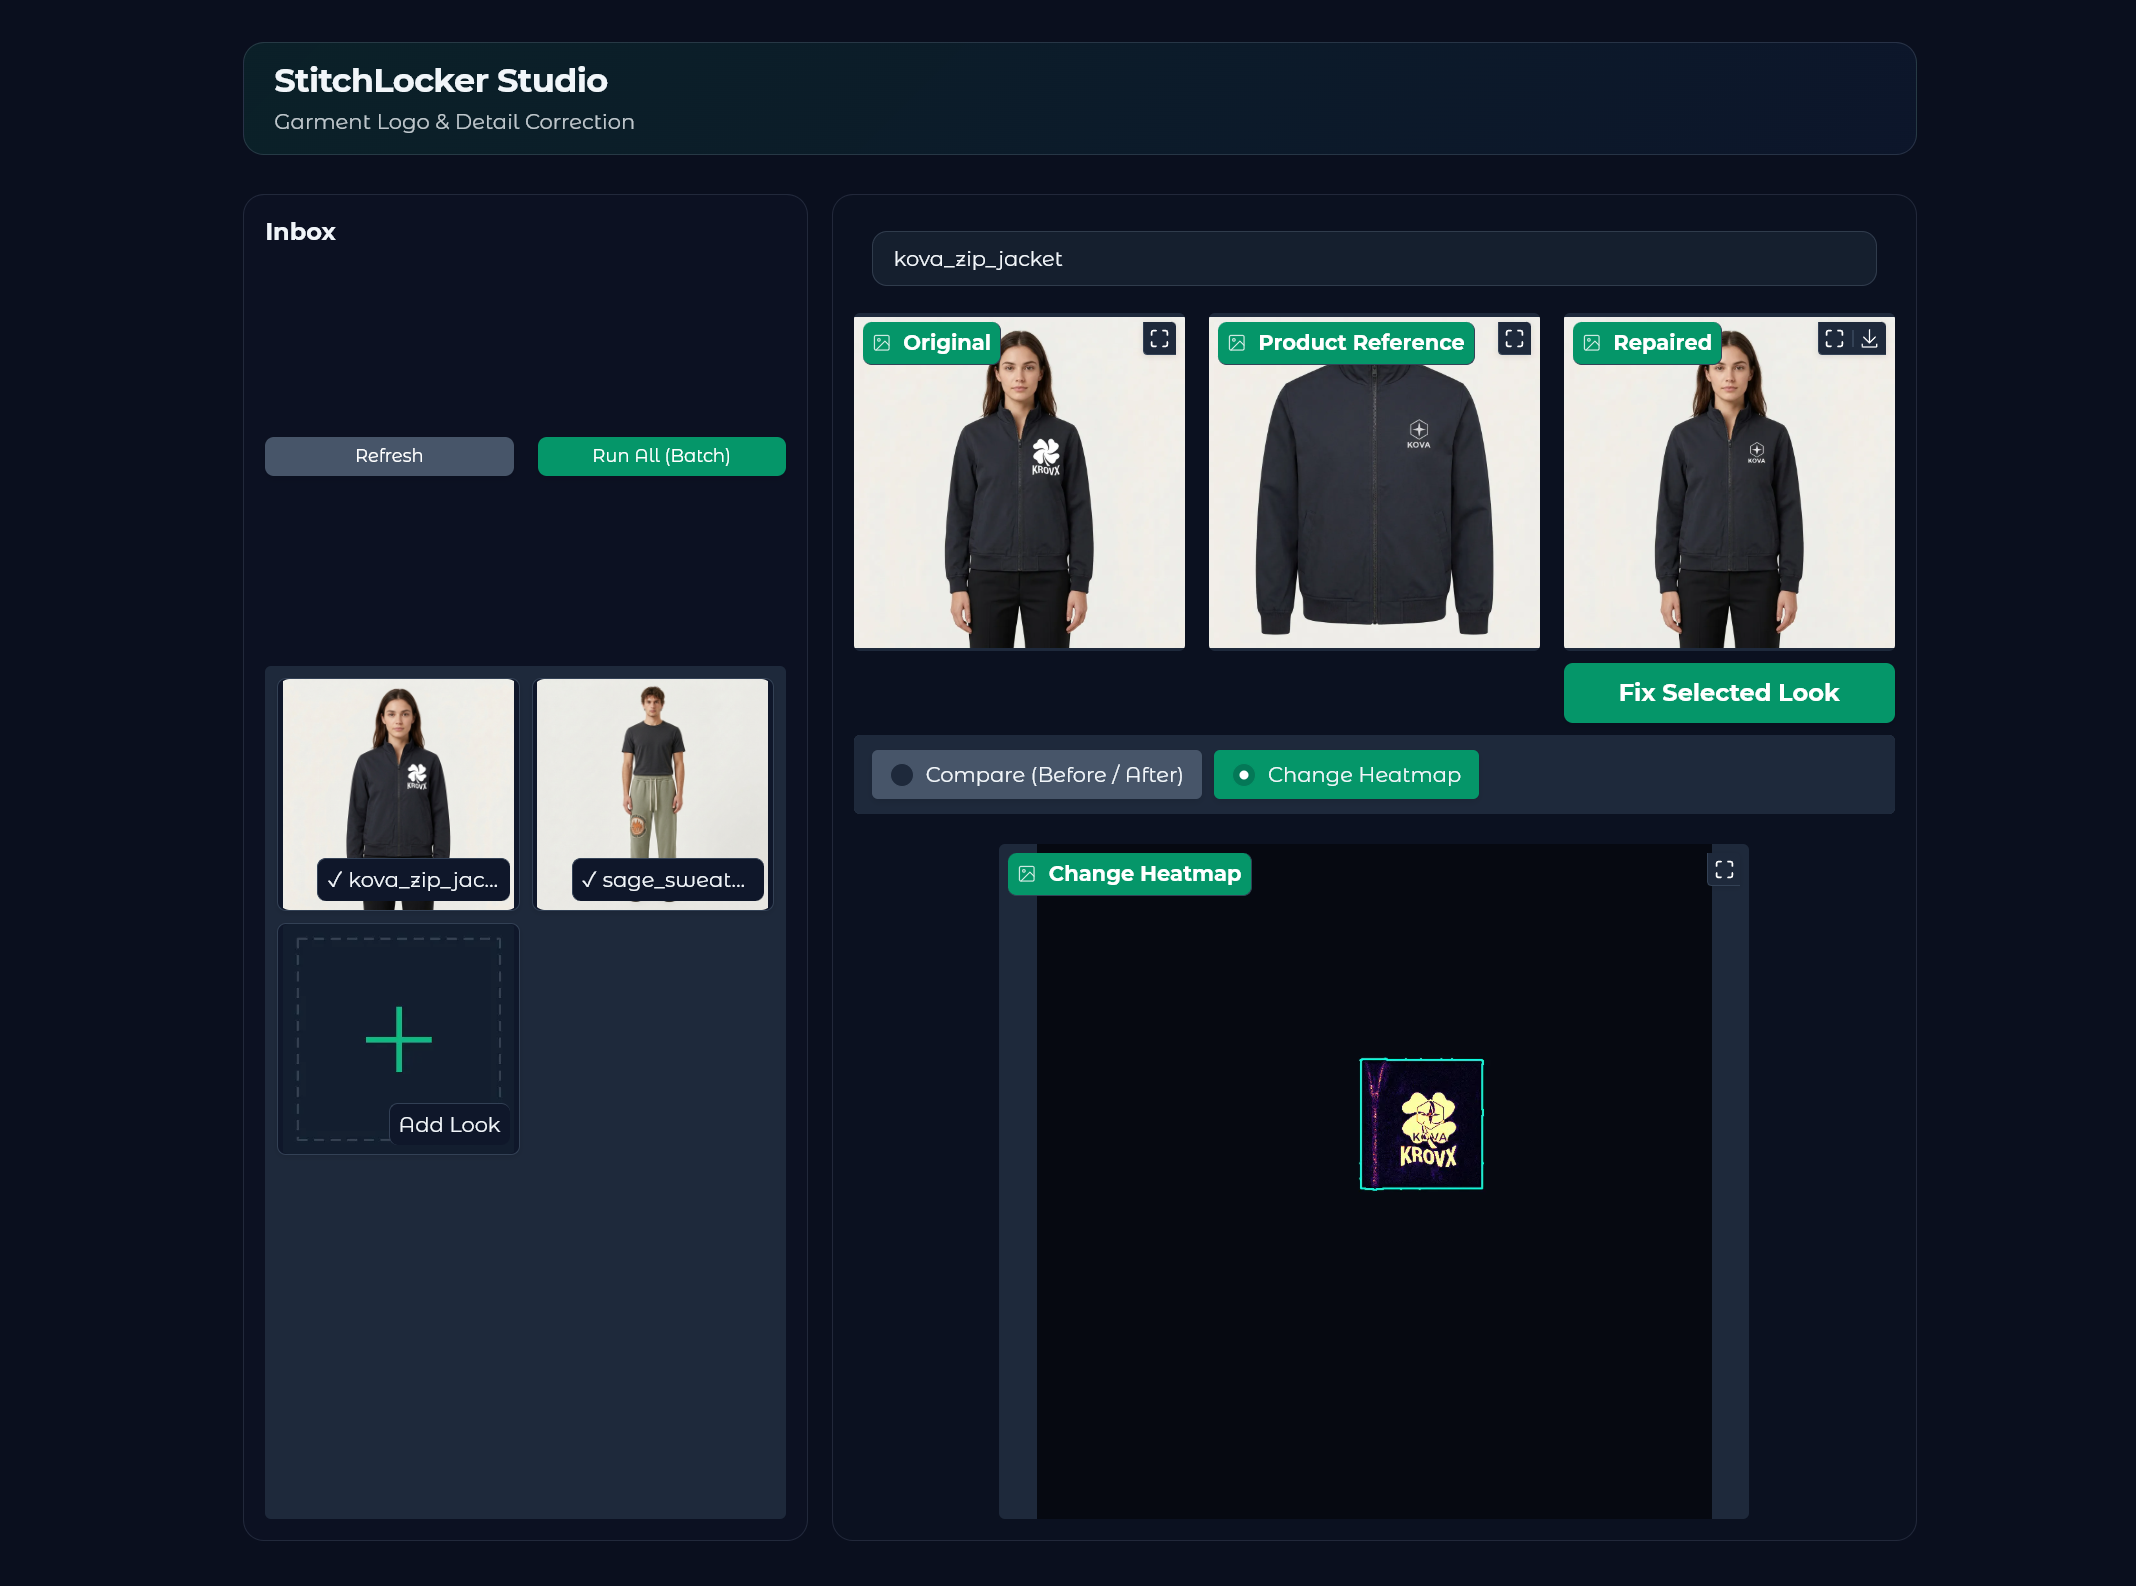 StitchLocker Studio
Garment Logo & Detail Correction
Inbox
Refresh
Run All (Batch)
KROVX
✓ kova_zip_jac...
✓ sage_sweat...
Add Look
kova_zip_jacket
Original
KROVX
Product Reference
KOVA
Repaired
KOVA
Fix Selected Look
Compare (Before / After)
Change Heatmap
Change Heatmap
KOVA
KROVX